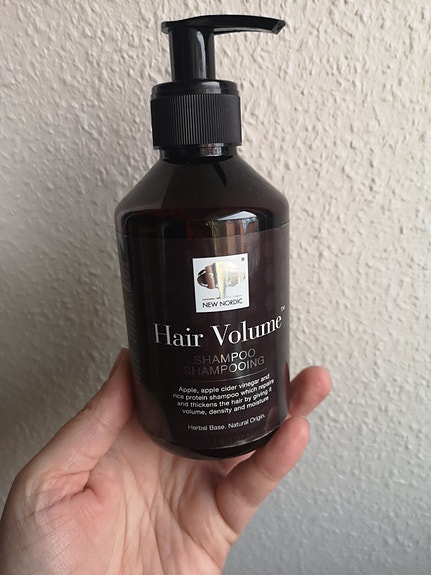 NEW NORDIC
Hair Volume™
SHAMPOO
SHAMPOOING
Apple, apple cider vinegar and
rice protein shampoo which repairs
and thickens the hair by giving it
volume, density and moisture
Herbal Base. Natural Origin.